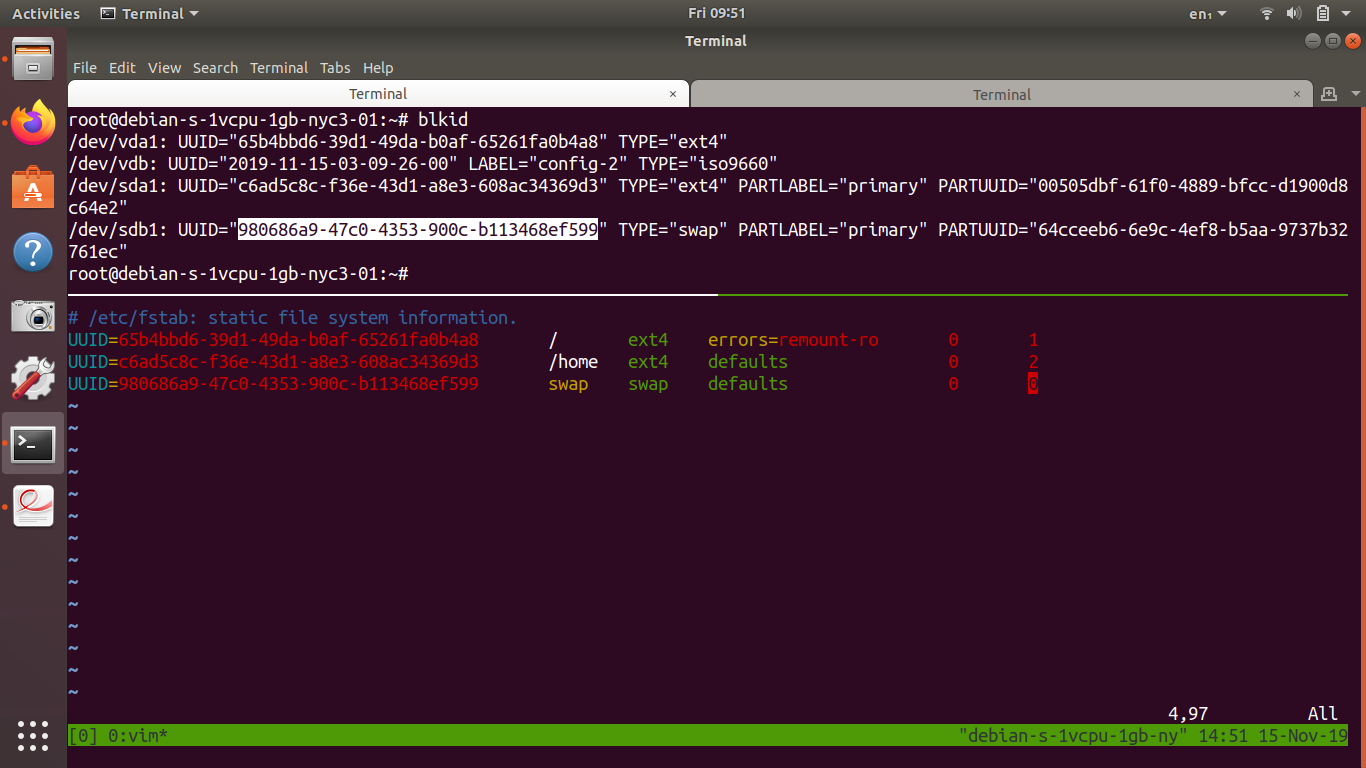 Activities Terminal Fri 09:51 en₁
Terminal
File Edit View Search Terminal Tabs Help
Terminal × Terminal ×
root@debian-s-1vcpu-1gb-nyc3-01:~# blkid
/dev/vda1: UUID="65b4bbd6-39d1-49da-b0af-65261fa0b4a8" TYPE="ext4"
/dev/vdb: UUID="2019-11-15-03-09-26-00" LABEL="config-2" TYPE="iso9660"
/dev/sda1: UUID="c6ad5c8c-f36e-43d1-a8e3-608ac34369d3" TYPE="ext4" PARTLABEL="primary" PARTUUID="00505dbf-61f0-4889-bfcc-d1900d8
c64e2"
/dev/sdb1: UUID="980686a9-47c0-4353-900c-b113468ef599" TYPE="swap" PARTLABEL="primary" PARTUUID="64cceeb6-6e9c-4ef8-b5aa-9737b32
761ec"
root@debian-s-1vcpu-1gb-nyc3-01:~#
# /etc/fstab: static file system information.
UUID=65b4bbd6-39d1-49da-b0af-65261fa0b4a8 / ext4 errors=remount-ro 0 1
UUID=c6ad5c8c-f36e-43d1-a8e3-608ac34369d3 /home ext4 defaults 0 2
UUID=980686a9-47c0-4353-900c-b113468ef599 swap swap defaults 0 0
~
~
~
~
~
~
~
~
~
~
~
~
~
~
4,97 All
[0] 0:vim* "debian-s-1vcpu-1gb-ny" 14:51 15-Nov-19